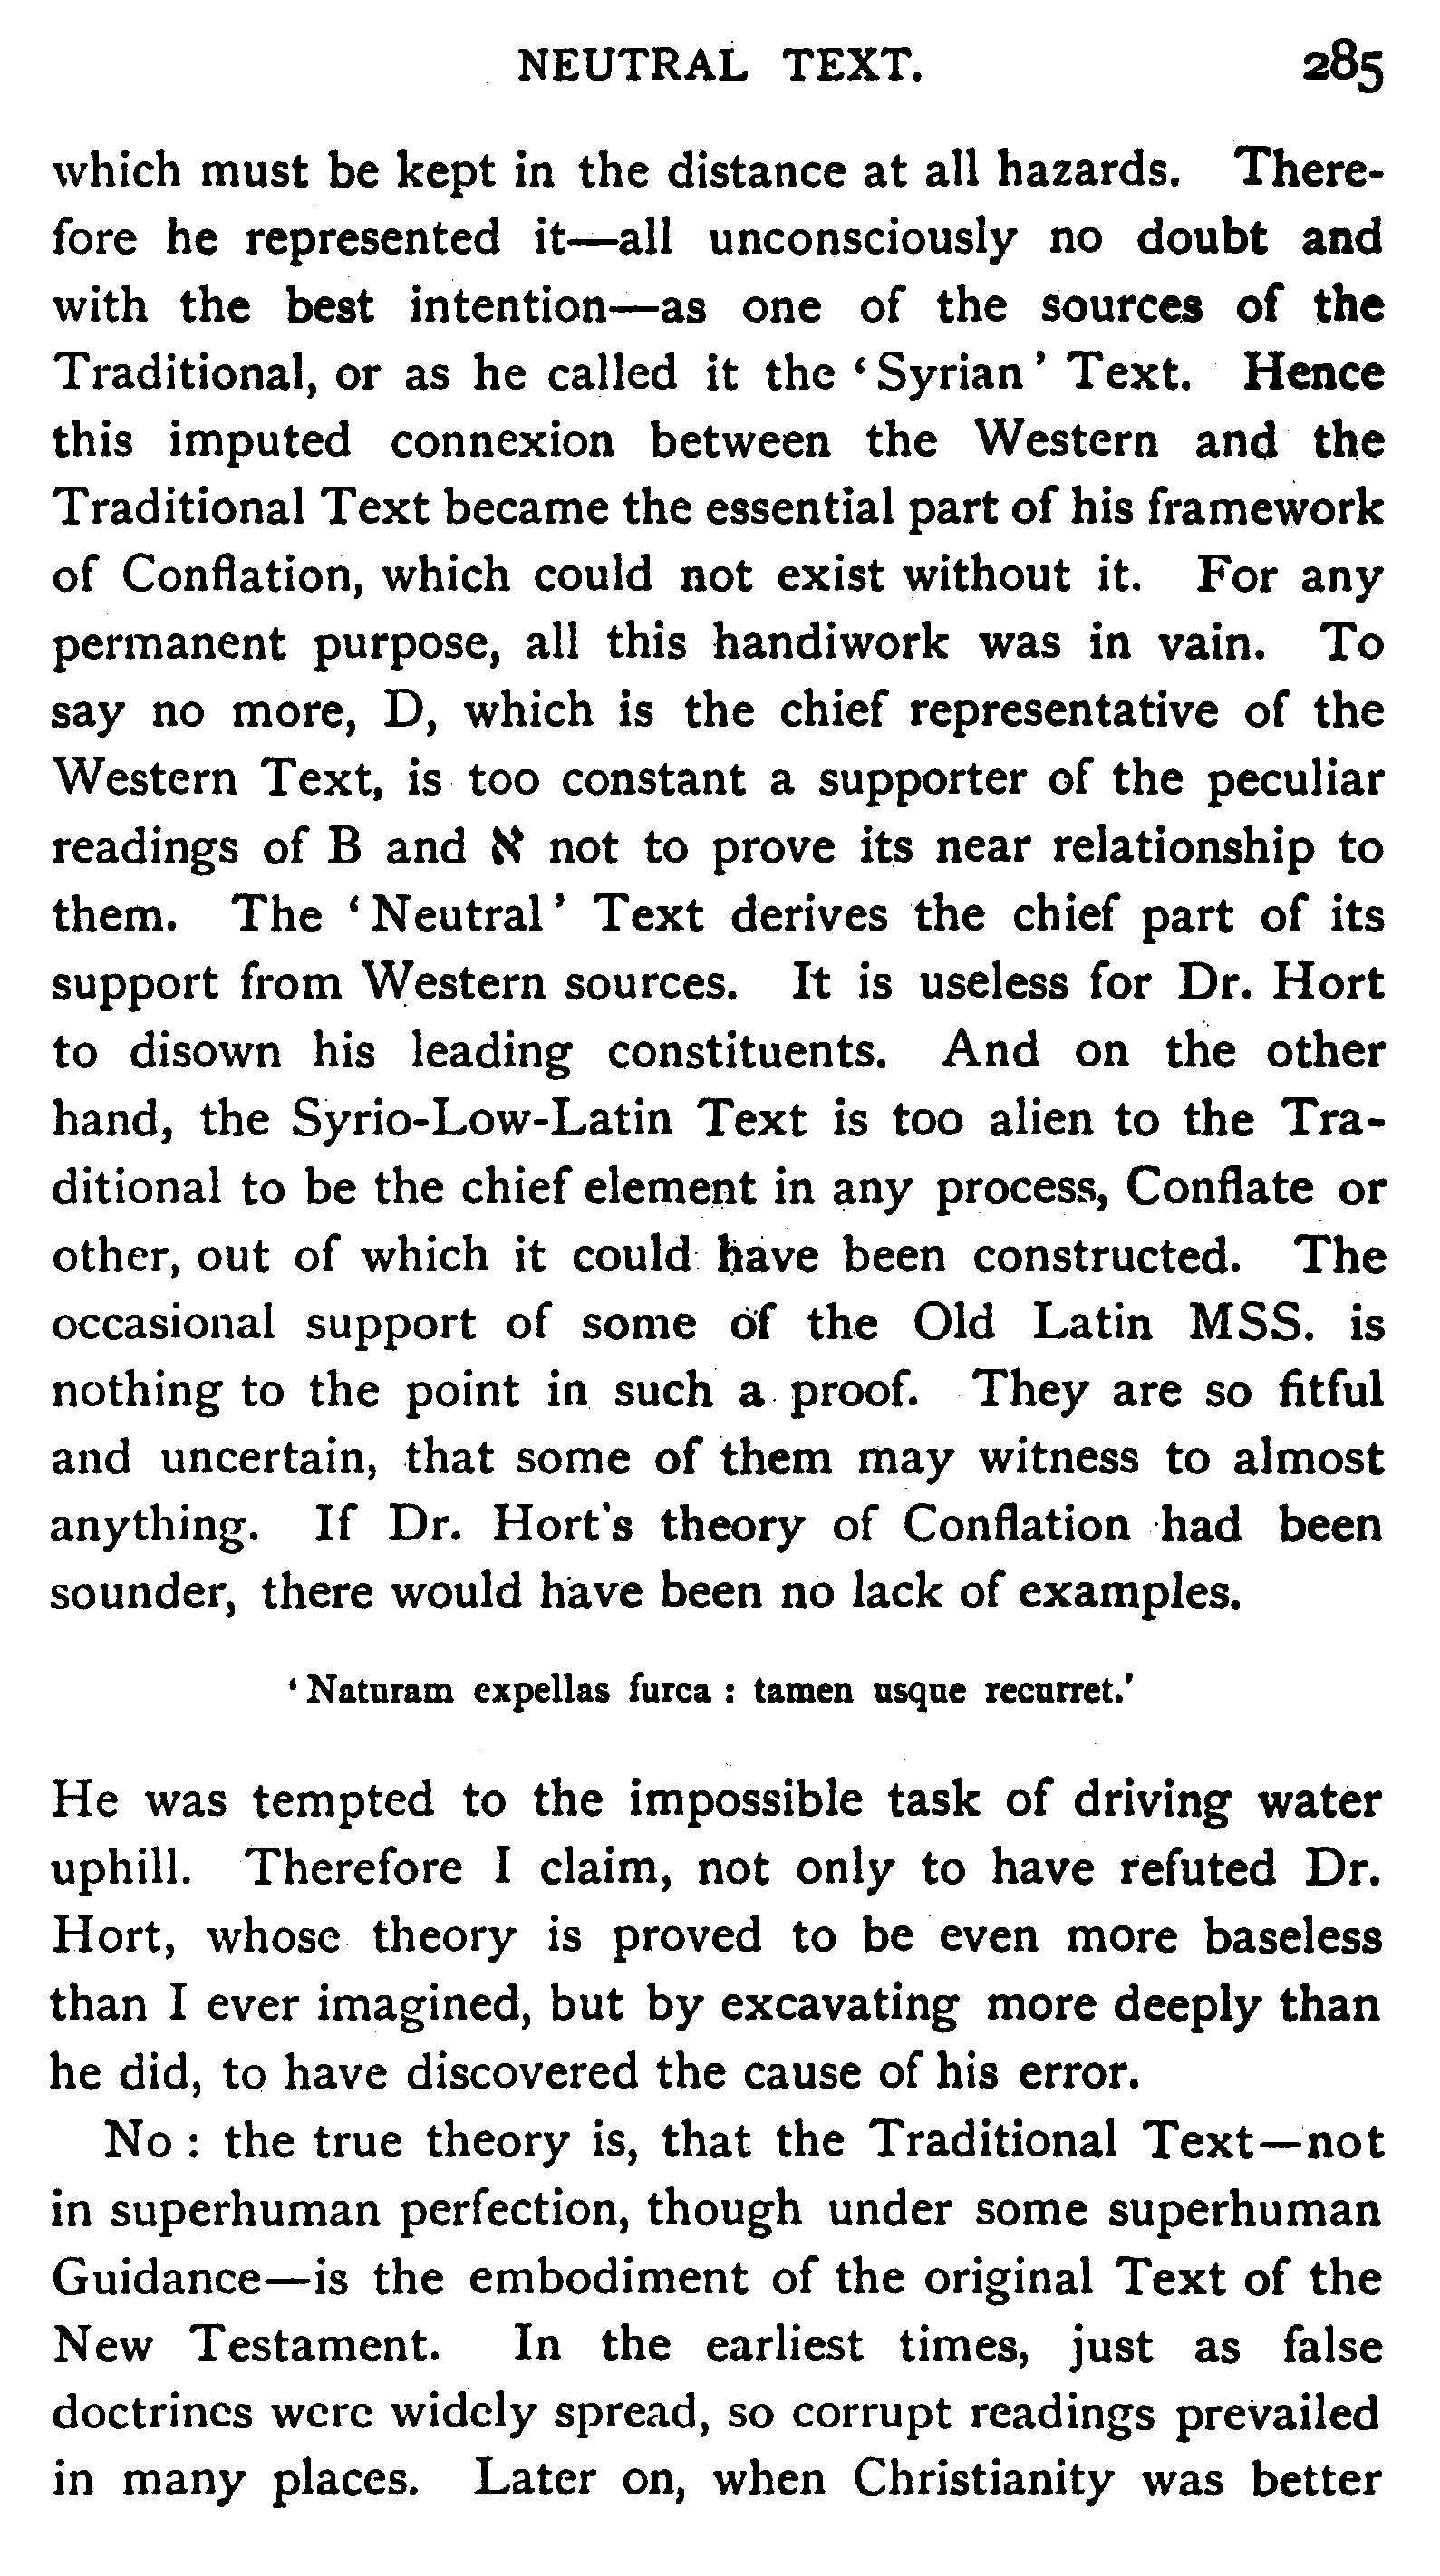 NEUTRAL TEXT. 285
which must be kept in the distance at all hazards. There-
fore he represented it—all unconsciously no doubt and
with the best intention—as one of the sources of the
Traditional, or as he called it the ‘Syrian’ Text. Hence
this imputed connexion between the Western and the
Traditional Text became the essential part of his framework
of Conflation, which could not exist without it. For any
permanent purpose, all this handiwork was in vain. To
say no more, D, which is the chief representative of the
Western Text, is too constant a supporter of the peculiar
readings of B and א not to prove its near relationship to
them. The ‘Neutral’ Text derives the chief part of its
support from Western sources. It is useless for Dr. Hort
to disown his leading constituents. And on the other
hand, the Syrio-Low-Latin Text is too alien to the Tra-
ditional to be the chief element in any process, Conflate or
other, out of which it could have been constructed. The
occasional support of some of the Old Latin MSS. is
nothing to the point in such a proof. They are so fitful
and uncertain, that some of them may witness to almost
anything. If Dr. Hort's theory of Conflation had been
sounder, there would have been no lack of examples.
‘Naturam expellas furca : tamen usque recurret.’
He was tempted to the impossible task of driving water
uphill. Therefore I claim, not only to have refuted Dr.
Hort, whose theory is proved to be even more baseless
than I ever imagined, but by excavating more deeply than
he did, to have discovered the cause of his error.
No : the true theory is, that the Traditional Text—not
in superhuman perfection, though under some superhuman
Guidance—is the embodiment of the original Text of the
New Testament. In the earliest times, just as false
doctrines were widely spread, so corrupt readings prevailed
in many places. Later on, when Christianity was better